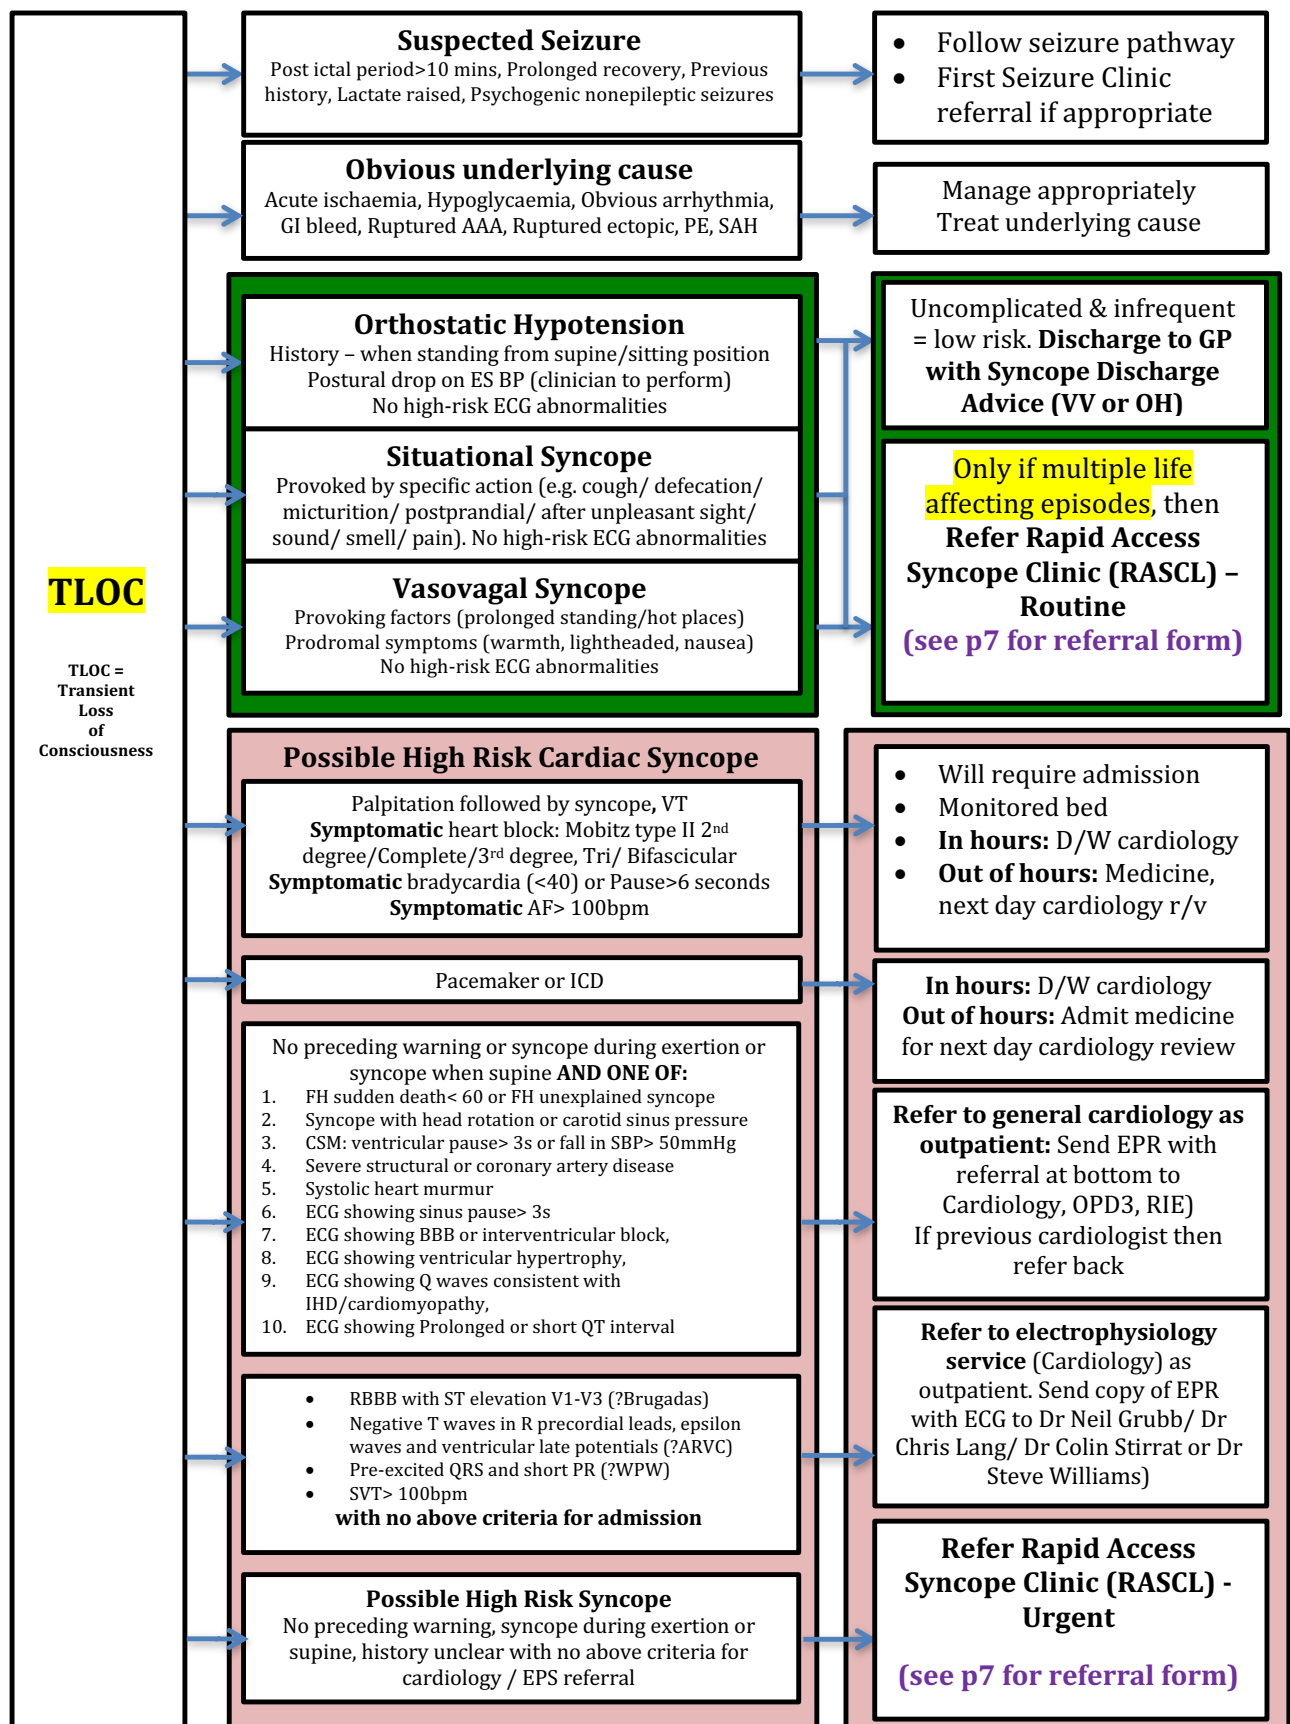 TLOC
TLOC =
Transient
Loss
of
Consciousness
Suspected Seizure
Post ictal period>10 mins, Prolonged recovery, Previous
history, Lactate raised, Psychogenic nonepileptic seizures
• Follow seizure pathway
• First Seizure Clinic
referral if appropriate
Obvious underlying cause
Acute ischaemia, Hypoglycaemia, Obvious arrhythmia,
GI bleed, Ruptured AAA, Ruptured ectopic, PE, SAH
Manage appropriately
Treat underlying cause
Orthostatic Hypotension
History – when standing from supine/sitting position
Postural drop on ES BP (clinician to perform)
No high-risk ECG abnormalities
Situational Syncope
Provoked by specific action (e.g. cough/ defecation/
micturition/ postprandial/ after unpleasant sight/
sound/ smell/ pain). No high-risk ECG abnormalities
Vasovagal Syncope
Provoking factors (prolonged standing/hot places)
Prodromal symptoms (warmth, lightheaded, nausea)
No high-risk ECG abnormalities
Uncomplicated & infrequent
= low risk. Discharge to GP
with Syncope Discharge
Advice (VV or OH)
Only if multiple life
affecting episodes, then
Refer Rapid Access
Syncope Clinic (RASCL) –
Routine
(see p7 for referral form)
Possible High Risk Cardiac Syncope
Palpitation followed by syncope, VT
Symptomatic heart block: Mobitz type II 2nd
degree/Complete/3rd degree, Tri/ Bifascicular
Symptomatic bradycardia (<40) or Pause>6 seconds
Symptomatic AF> 100bpm
• Will require admission
• Monitored bed
• In hours: D/W cardiology
• Out of hours: Medicine,
next day cardiology r/v
Pacemaker or ICD
In hours: D/W cardiology
Out of hours: Admit medicine
for next day cardiology review
No preceding warning or syncope during exertion or
syncope when supine AND ONE OF:
1. FH sudden death< 60 or FH unexplained syncope
2. Syncope with head rotation or carotid sinus pressure
3. CSM: ventricular pause> 3s or fall in SBP> 50mmHg
4. Severe structural or coronary artery disease
5. Systolic heart murmur
6. ECG showing sinus pause> 3s
7. ECG showing BBB or interventricular block,
8. ECG showing ventricular hypertrophy,
9. ECG showing Q waves consistent with
IHD/cardiomyopathy,
10. ECG showing Prolonged or short QT interval
Refer to general cardiology as
outpatient: Send EPR with
referral at bottom to
Cardiology, OPD3, RIE)
If previous cardiologist then
refer back
• RBBB with ST elevation V1-V3 (?Brugadas)
• Negative T waves in R precordial leads, epsilon
waves and ventricular late potentials (?ARVC)
• Pre-excited QRS and short PR (?WPW)
• SVT> 100bpm
with no above criteria for admission
Refer to electrophysiology
service (Cardiology) as
outpatient. Send copy of EPR
with ECG to Dr Neil Grubb/ Dr
Chris Lang/ Dr Colin Stirrat or Dr
Steve Williams)
Possible High Risk Syncope
No preceding warning, syncope during exertion or
supine, history unclear with no above criteria for
cardiology / EPS referral
Refer Rapid Access
Syncope Clinic (RASCL) -
Urgent
(see p7 for referral form)